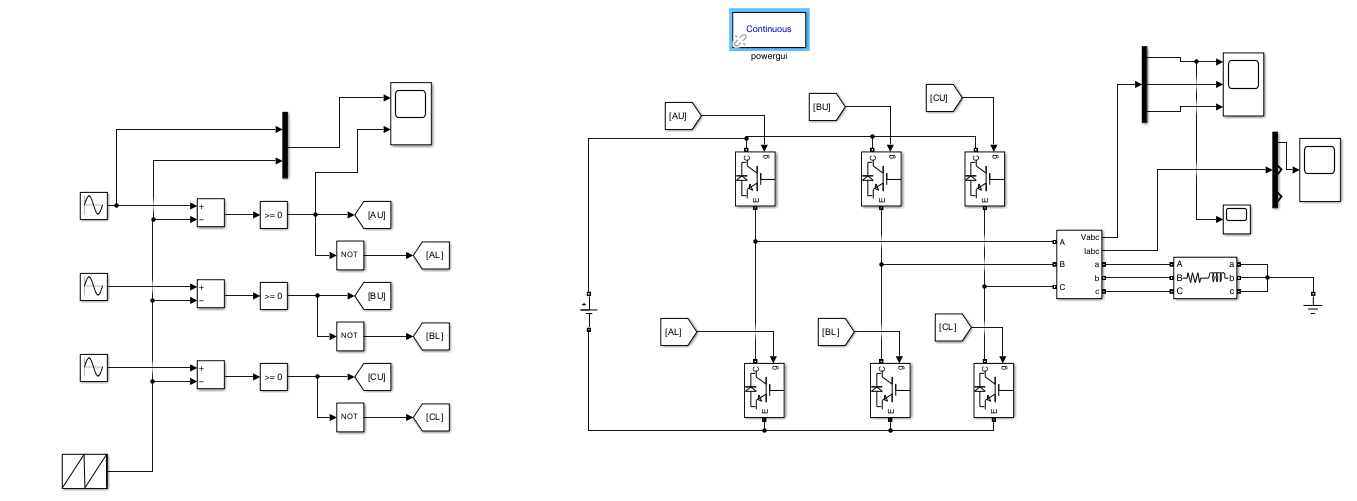 Continuous
powergui
[AU]
[BU]
[CU]
C
g
E
C
g
E
C
g
E
+
−
>= 0
[AU]
NOT
[AL]
+
−
>= 0
[BU]
NOT
[BL]
+
−
>= 0
[CU]
NOT
[CL]
+
[AL]
[BL]
[CL]
C
g
E
C
g
E
C
g
E
A
B
C
Vabc
Iabc
a
b
c
A
B
C
a
b
c